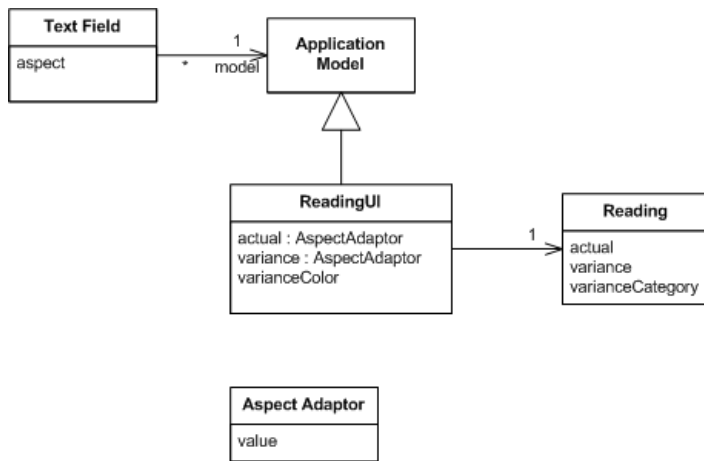 Text Field
aspect
1
*
model
Application
Model
ReadingUI
actual : AspectAdaptor
variance : AspectAdaptor
varianceColor
1
Reading
actual
variance
varianceCategory
Aspect Adaptor
value